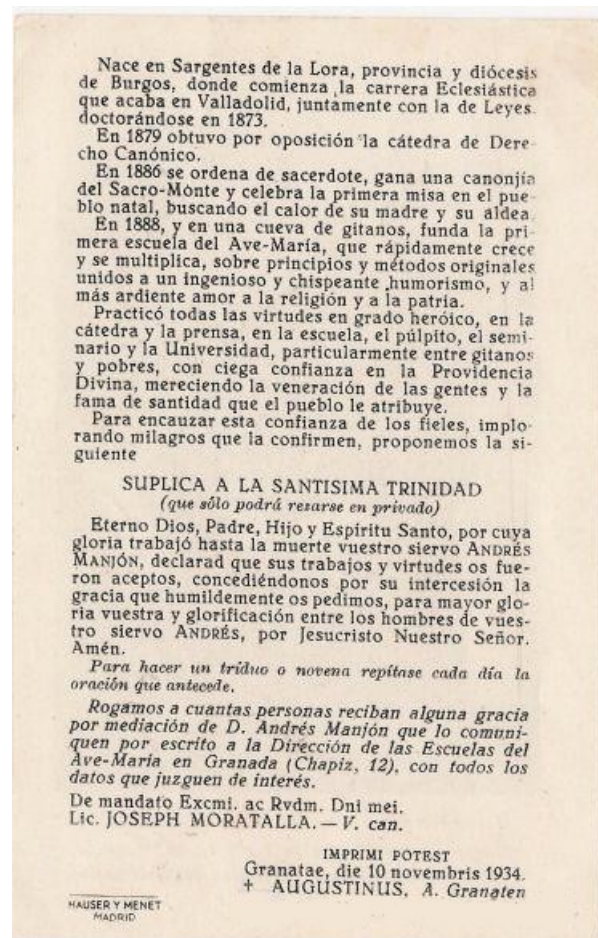 Nace en Sargentes de la Lora, provincia y diócesis
de Burgos, donde comienza la carrera Eclesiástica
que acaba en Valladolid, juntamente con la de Leyes.
doctorándose en 1873.
En 1879 obtuvo por oposición la cátedra de Dere-
cho Canónico.
En 1886 se ordena de sacerdote, gana una canonjía
del Sacro-Monte y celebra la primera misa en el pue-
blo natal, buscando el calor de su madre y su aldea.
En 1888, y en una cueva de gitanos, funda la pri-
mera escuela del Ave-María, que rápidamente crece
y se multiplica, sobre principios y métodos originales
unidos a un ingenioso y chispeante humorismo, y al
más ardiente amor a la religión y a la patria.
Practicó todas las virtudes en grado heróico, en la
cátedra y la prensa, en la escuela, el púlpito, el semi-
nario y la Universidad, particularmente entre gitanos
y pobres, con ciega confianza en la Providencia
Divina, mereciendo la veneración de las gentes y la
fama de santidad que el pueblo le atribuye.
Para encauzar esta confianza de los fieles, implo-
rando milagros que la confirmen, proponemos la si-
guiente
SUPLICA A LA SANTISIMA TRINIDAD
(que sólo podrá rezarse en privado)
Eterno Dios, Padre, Hijo y Espíritu Santo, por cuya
gloria trabajó hasta la muerte vuestro siervo ANDRÉS
MANJÓN, declarad que sus trabajos y virtudes os fue-
ron aceptos, concediéndonos por su intercesión la
gracia que humildemente os pedimos, para mayor glo-
ria vuestra y glorificación entre los hombres de vues-
tro siervo ANDRÉS, por Jesucristo Nuestro Señor.
Amén.
Para hacer un triduo o novena repítase cada día la
oración que antecede.
Rogamos a cuantas personas reciban alguna gracia
por mediación de D. Andrés Manjón que lo comuni-
quen por escrito a la Dirección de las Escuelas del
Ave-María en Granada (Chapiz, 12), con todos los
datos que juzguen de interés.
De mandato Excmi. ac Rvdm. Dni mei.
Lic. JOSEPH MORATALLA.—V. can.
IMPRIMI POTEST
Granatae, die 10 novembris 1934.
+ AUGUSTINUS, A. Granaten
HAUSER Y MENET
MADRID